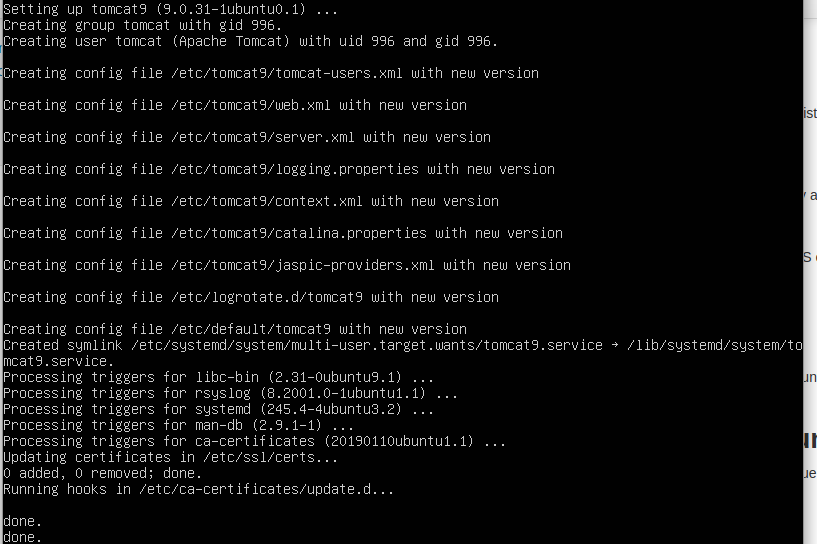 Setting up tomcat9 (9.0.31-1ubuntu0.1) ...
Creating group tomcat with gid 996.
Creating user tomcat (Apache Tomcat) with uid 996 and gid 996.
Creating config file /etc/tomcat9/tomcat-users.xml with new version
Creating config file /etc/tomcat9/web.xml with new version
Creating config file /etc/tomcat9/server.xml with new version
Creating config file /etc/tomcat9/logging.properties with new version
Creating config file /etc/tomcat9/context.xml with new version
Creating config file /etc/tomcat9/catalina.properties with new version
Creating config file /etc/tomcat9/jaspic-providers.xml with new version
Creating config file /etc/logrotate.d/tomcat9 with new version
Creating config file /etc/default/tomcat9 with new version
Created symlink /etc/systemd/system/multi-user.target.wants/tomcat9.service → /lib/systemd/system/to
mcat9.service.
Processing triggers for libc-bin (2.31-0ubuntu9.1) ...
Processing triggers for rsyslog (8.2001.0-1ubuntu1.1) ...
Processing triggers for systemd (245.4-4ubuntu3.2) ...
Processing triggers for man-db (2.9.1-1) ...
Processing triggers for ca-certificates (20190110ubuntu1.1) ...
Updating certificates in /etc/ssl/certs...
0 added, 0 removed; done.
Running hooks in /etc/ca-certificates/update.d...
done.
done.